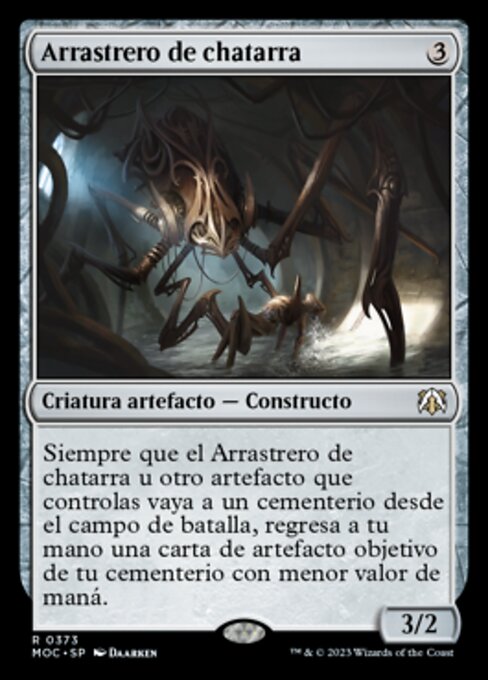 Arrastrero de chatarra 3
Criatura artefacto — Constructo
Siempre que el Arrastrero de
chatarra u otro artefacto que
controlas vaya a un cementerio desde
el campo de batalla, regresa a tu
mano una carta de artefacto objetivo
de tu cementerio con menor valor de
maná.
3/2
R 0373
MOC • SP Daarken
™ & © 2023 Wizards of the Coast